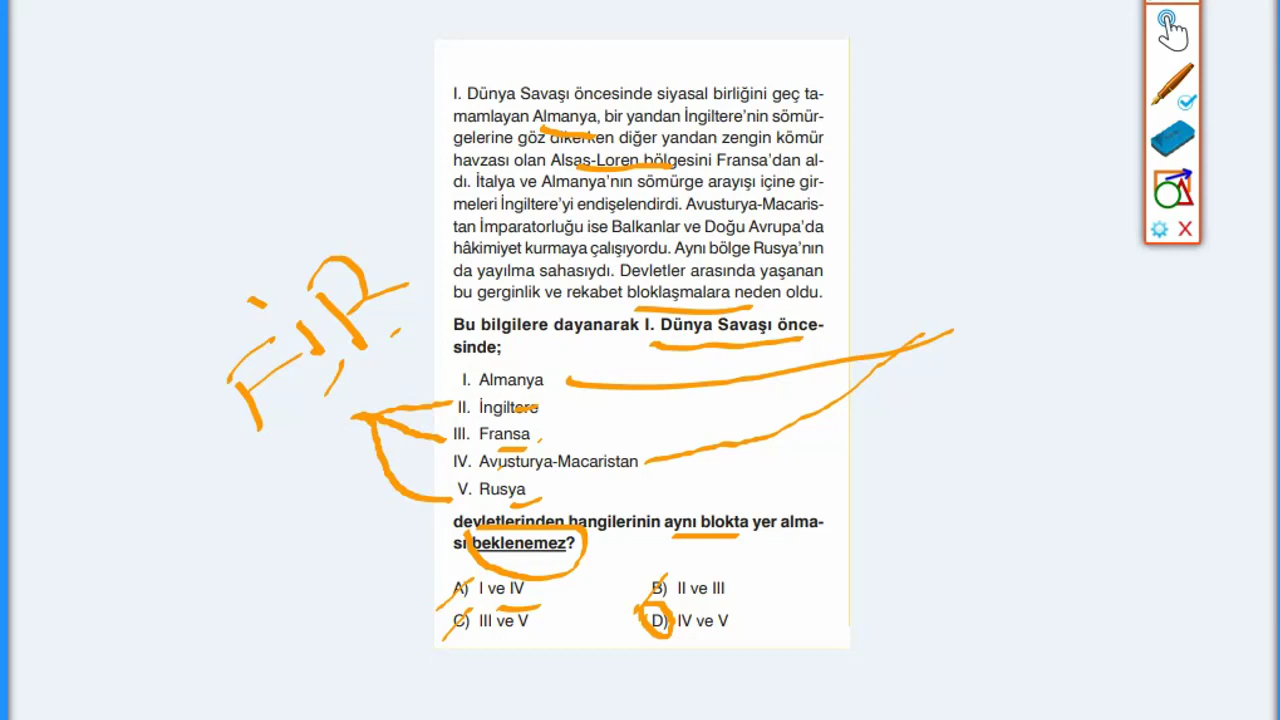 I. Dünya Savaşı öncesinde siyasal birliğini geç ta-
mamlayan Almanya, bir yandan İngiltere'nin sömür-
gelerine göz dikerken diğer yandan zengin kömür
havzası olan Alsas-Loren bölgesini Fransa'dan al-
dı. İtalya ve Almanya'nın sömürge arayışı içine gir-
meleri İngiltere'yi endişelendirdi. Avusturya-Macaris-
tan İmparatorluğu ise Balkanlar ve Doğu Avrupa'da
hâkimiyet kurmaya çalışıyordu. Aynı bölge Rusya'nın
da yayılma sahasıydı. Devletler arasında yaşanan
bu gerginlik ve rekabet bloklaşmalara neden oldu.
Bu bilgilere dayanarak I. Dünya Savaşı önce-
sinde;
I. Almanya
II. İngiltere
III. Fransa
IV. Avusturya-Macaristan
V. Rusya
devletlerinden hangilerinin aynı blokta yer alma-
sı beklenemez?
A) I ve IV
B) II ve III
C) III ve V
D) IV ve V
FİR